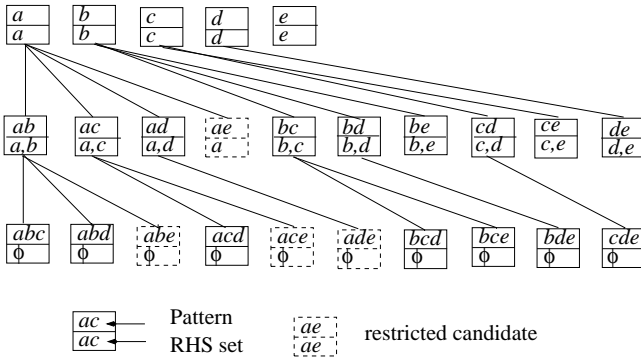 a b c d e
a b c d e
ab ac ad ae bc bd be cd ce de
a,b a,c a,d a b,c b,d b,e c,d c,e d,e
abc abd abe acd ace ade bcd bce bde cde
ϕ ϕ ϕ ϕ ϕ ϕ ϕ ϕ ϕ ϕ
ac Pattern
ac RHS set
ae restricted candidate
ae